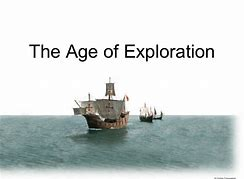 The Age of Exploration